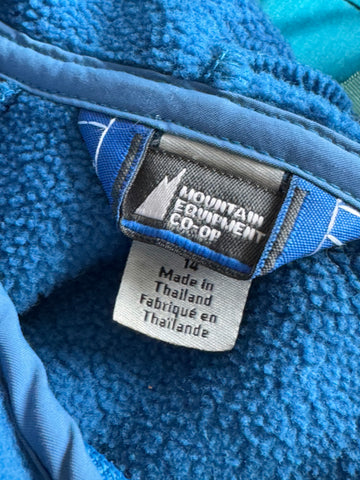 MOUNTAIN
EQUIPMENT
CO-OP
14
Made in
Thailand
Fabriqué en
Thaïlande